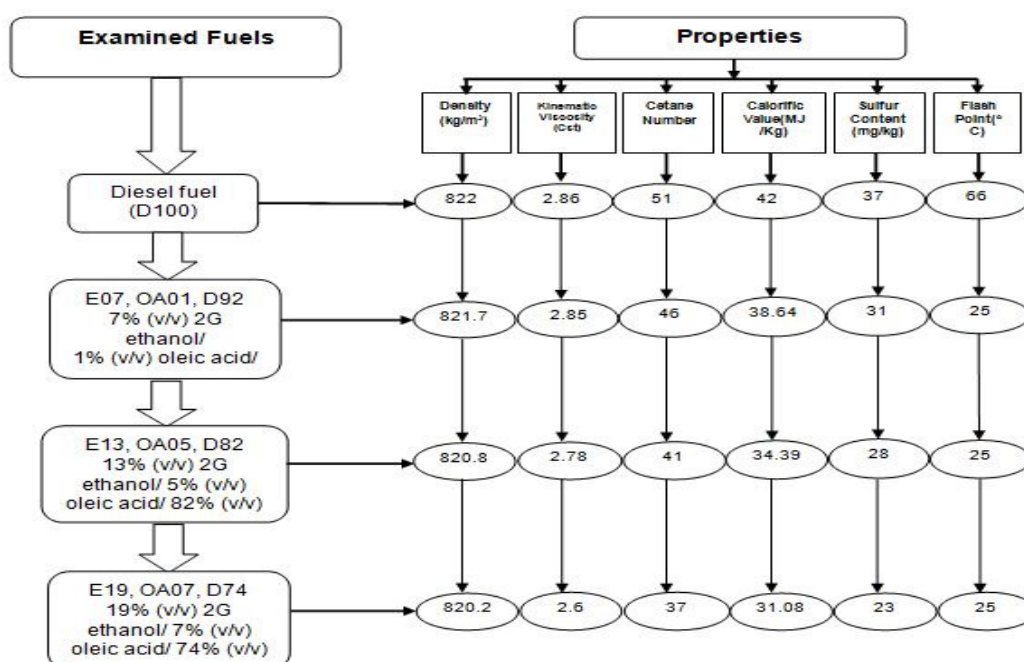 Examined Fuels
Properties
Density
(kg/m³)
Kinematic
Viscosity
(Cst)
Cetane
Number
Calorific
Value(MJ
/Kg)
Sulfur
Content
(mg/kg)
Flash
Point(°
C)
Diesel fuel
(D100)
822
2.86
51
42
37
66
E07, OA01, D92
7% (v/v) 2G
ethanol/
1% (v/v) oleic acid/
821.7
2.85
46
38.64
31
25
E13, OA05, D82
13% (v/v) 2G
ethanol/ 5% (v/v)
oleic acid/ 82% (v/v)
820.8
2.78
41
34.39
28
25
E19, OA07, D74
19% (v/v) 2G
ethanol/ 7% (v/v)
oleic acid/ 74% (v/v)
820.2
2.6
37
31.08
23
25